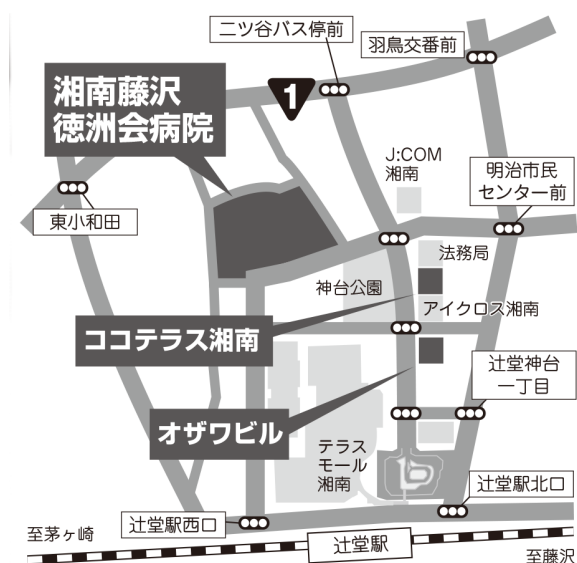 二ツ谷バス停前
羽鳥交番前
湘南藤沢
徳洲会病院
1
J:COM
湘南
明治市民
センター前
東小和田
法務局
神台公園
アイクロス湘南
ココテラス湘南
辻堂神台
一丁目
オザワビル
テラス
モール
湘南
辻堂駅北口
辻堂駅西口
至茅ヶ崎
辻堂駅
至藤沢